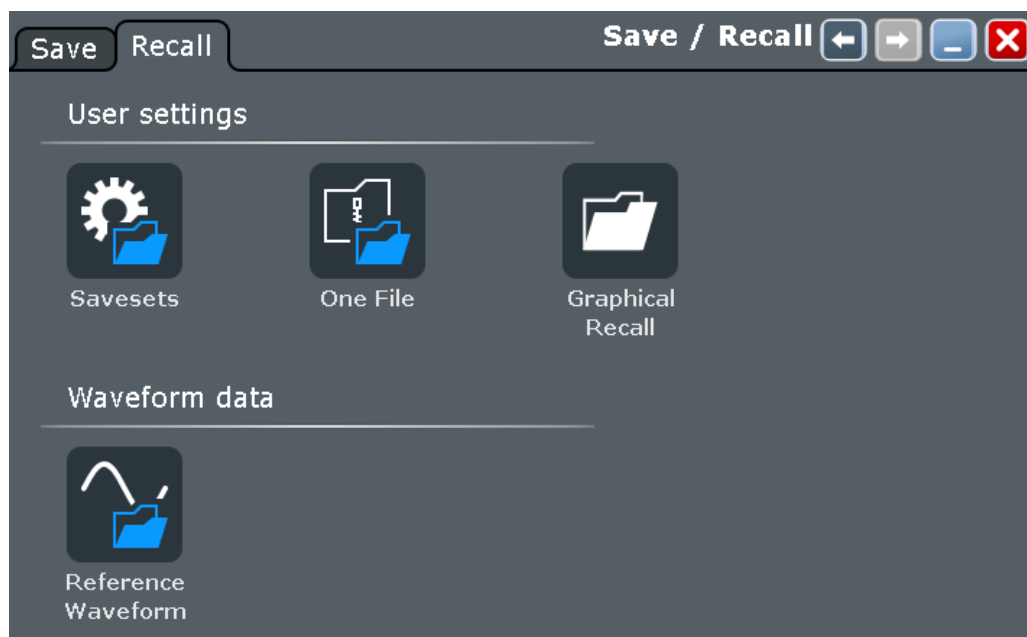 Save Recall Save / Recall
User settings
Savesets One File Graphical
Recall
Waveform data
Reference
Waveform